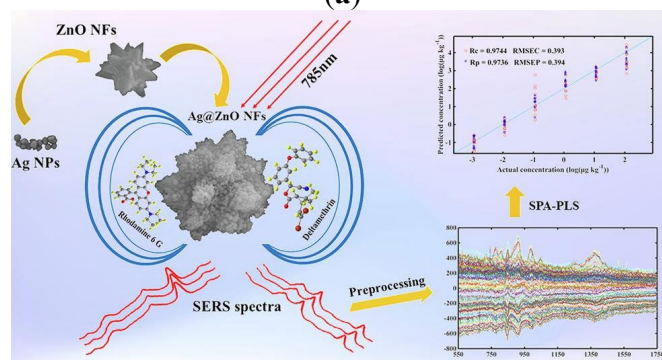 (a)
ZnO NFs
785nm
Ag@ZnO NFs
Ag NPs
Rhodamine 6 G
Deltamethrin
SERS spectra
Preprocessing
SPA-PLS
Rc = 0.9744 RMSEC = 0.393
Rp = 0.9736 RMSEP = 0.394
Predicted concentration (log(μg kg⁻¹))
4
3
2
1
0
-1
-3
-2
-1
0
1
2
Actual concentration (log(μg kg⁻¹))
800
600
400
200
0
-200
-400
-600
-800
550
750
950
1150
1350
1550
1750